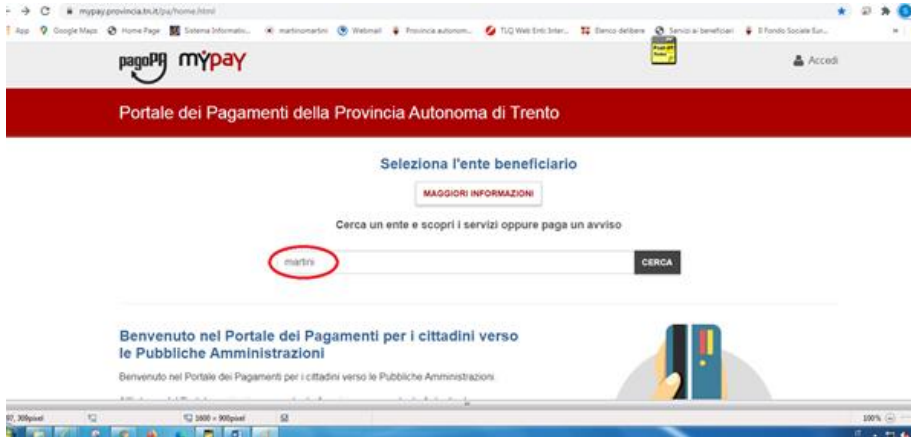 mypay.provincia.tn.it/pa/home.html
App Google Maps Home Page Sistema Informativ... martinomartini Webmail Provincia autonom... TLQ Web Enti: Inter... Elenco delibere Servizi ai beneficiari Il Fondo Sociale Eur...
pagoPA mypay
Accedi
Portale dei Pagamenti della Provincia Autonoma di Trento
Seleziona l'ente beneficiario
MAGGIORI INFORMAZIONI
Cerca un ente e scopri i servizi oppure paga un avviso
martini
CERCA
Benvenuto nel Portale dei Pagamenti per i cittadini verso
le Pubbliche Amministrazioni
Benvenuto nel Portale dei Pagamenti per i cittadini verso le Pubbliche Amministrazioni.
1600 × 900pixel
100%
IT